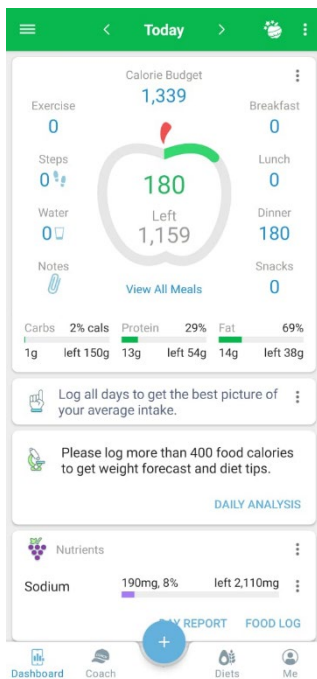 Today
Calorie Budget
1,339
Exercise
0
Breakfast
0
Steps
0
Lunch
0
180
Left
1,159
Water
0
Dinner
180
Notes
View All Meals
Snacks
0
Carbs 2% cals Protein 29% Fat 69%
1g left 150g 13g left 54g 14g left 38g
Log all days to get the best picture of
your average intake.
Please log more than 400 food calories
to get weight forecast and diet tips.
DAILY ANALYSIS
Nutrients
Sodium 190mg, 8% left 2,110mg
AY REPORT FOOD LOG
+
Dashboard Coach Diets Me